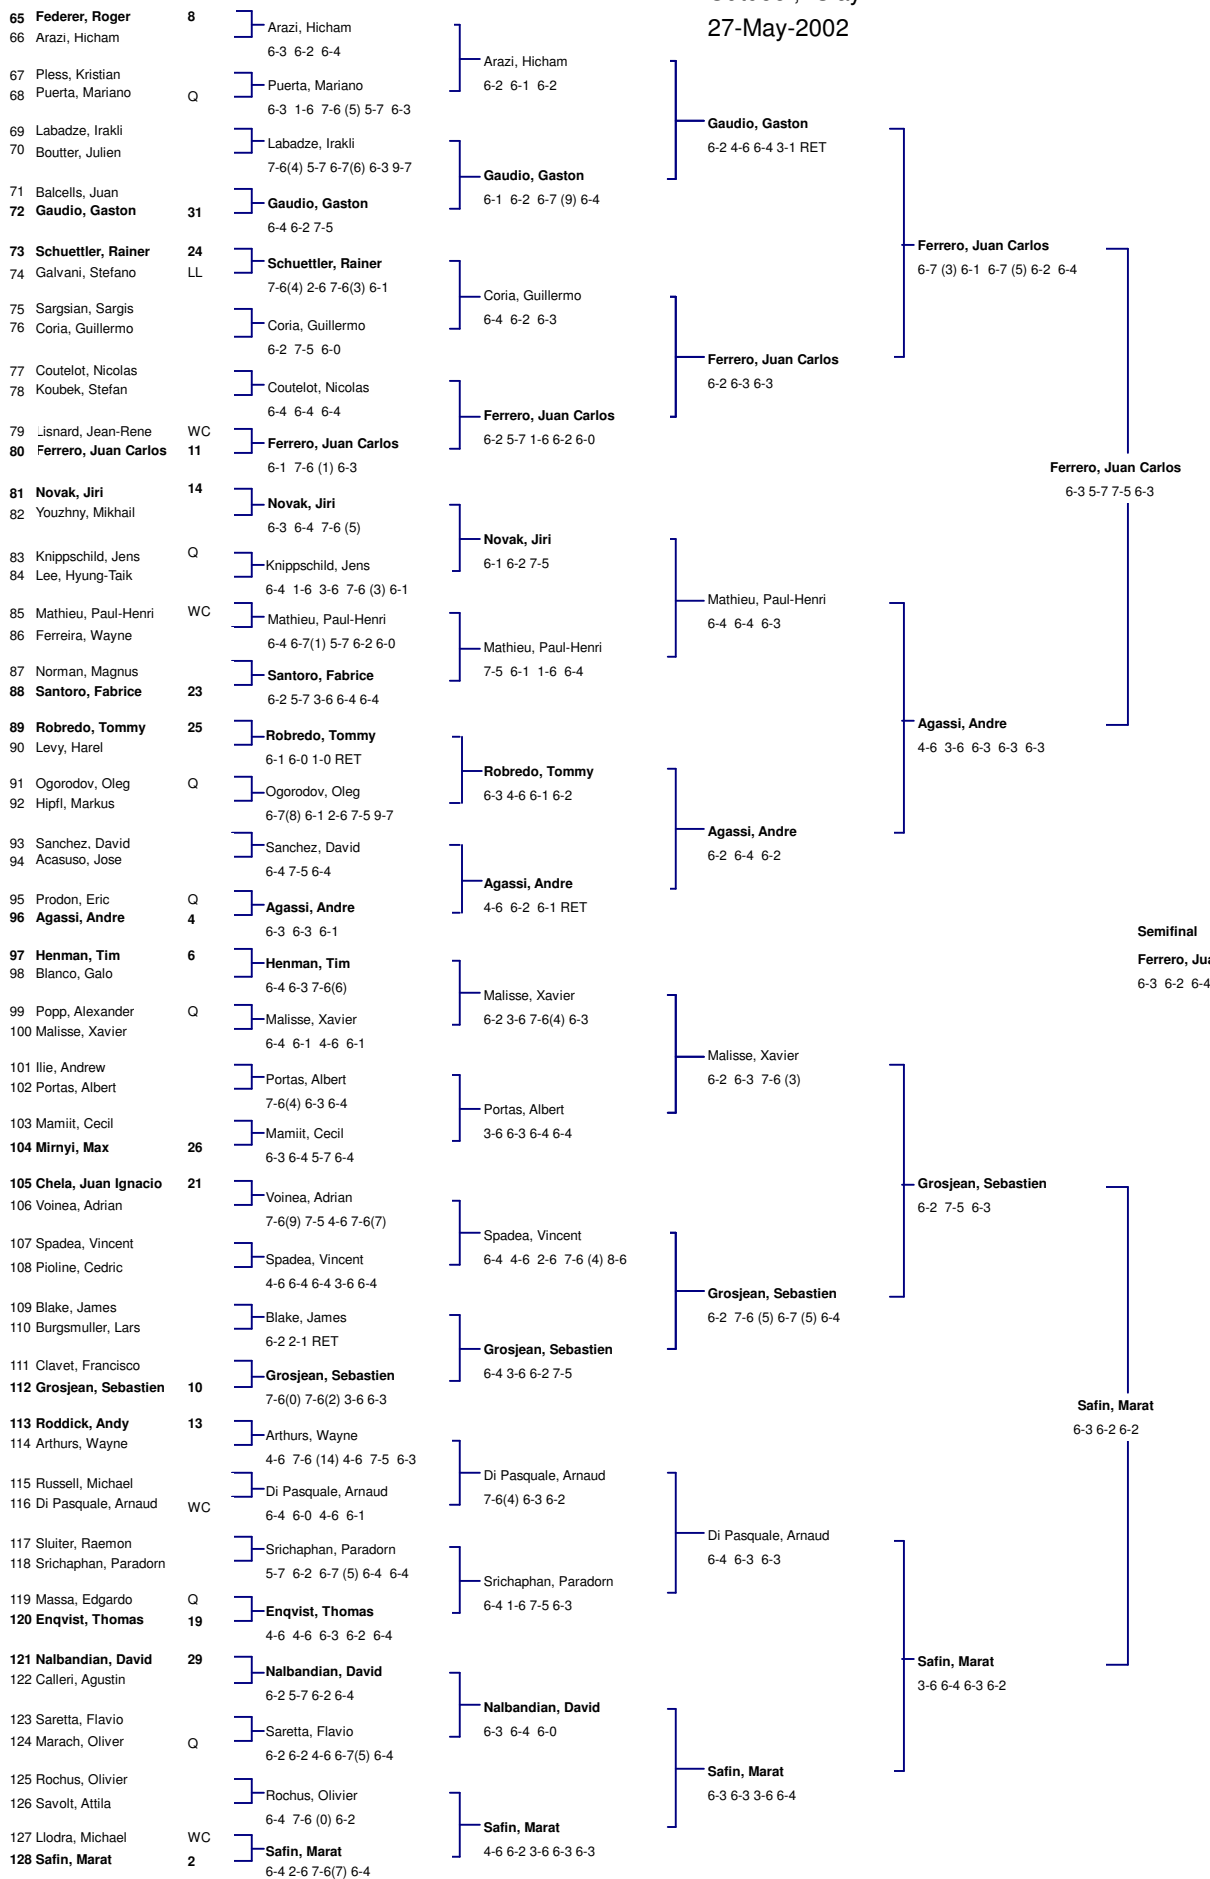 27-May-2002
65 Federer, Roger 8
66 Arazi, Hicham
67 Pless, Kristian
68 Puerta, Mariano Q
69 Labadze, Irakli
70 Boutter, Julien
71 Balcells, Juan
72 Gaudio, Gaston 31
73 Schuettler, Rainer 24
74 Galvani, Stefano LL
75 Sargsian, Sargis
76 Coria, Guillermo
77 Coutelot, Nicolas
78 Koubek, Stefan
79 Lisnard, Jean-Rene WC
80 Ferrero, Juan Carlos 11
81 Novak, Jiri 14
82 Youzhny, Mikhail
83 Knippschild, Jens Q
84 Lee, Hyung-Taik
85 Mathieu, Paul-Henri WC
86 Ferreira, Wayne
87 Norman, Magnus
88 Santoro, Fabrice 23
89 Robredo, Tommy 25
90 Levy, Harel
91 Ogorodov, Oleg Q
92 Hipfl, Markus
93 Sanchez, David
94 Acasuso, Jose
95 Prodon, Eric Q
96 Agassi, Andre 4
97 Henman, Tim 6
98 Blanco, Galo
99 Popp, Alexander Q
100 Malisse, Xavier
101 Ilie, Andrew
102 Portas, Albert
103 Mamiit, Cecil
104 Mirnyi, Max 26
105 Chela, Juan Ignacio 21
106 Voinea, Adrian
107 Spadea, Vincent
108 Pioline, Cedric
109 Blake, James
110 Burgsmuller, Lars
111 Clavet, Francisco
112 Grosjean, Sebastien 10
113 Roddick, Andy 13
114 Arthurs, Wayne
115 Russell, Michael
116 Di Pasquale, Arnaud WC
117 Sluiter, Raemon
118 Srichaphan, Paradorn
119 Massa, Edgardo Q
120 Enqvist, Thomas 19
121 Nalbandian, David 29
122 Calleri, Agustin
123 Saretta, Flavio
124 Marach, Oliver Q
125 Rochus, Olivier
126 Savolt, Attila
127 Llodra, Michael WC
128 Safin, Marat 2
Arazi, Hicham
6-3 6-2 6-4
Puerta, Mariano
6-3 1-6 7-6 (5) 5-7 6-3
Labadze, Irakli
7-6(4) 5-7 6-7(6) 6-3 9-7
Gaudio, Gaston
6-4 6-2 7-5
Schuettler, Rainer
7-6(4) 2-6 7-6(3) 6-1
Coria, Guillermo
6-2 7-5 6-0
Coutelot, Nicolas
6-4 6-4 6-4
Ferrero, Juan Carlos
6-1 7-6 (1) 6-3
Novak, Jiri
6-3 6-4 7-6 (5)
Knippschild, Jens
6-4 1-6 3-6 7-6 (3) 6-1
Mathieu, Paul-Henri
6-4 6-7(1) 5-7 6-2 6-0
Santoro, Fabrice
6-2 5-7 3-6 6-4 6-4
Robredo, Tommy
6-1 6-0 1-0 RET
Ogorodov, Oleg
6-7(8) 6-1 2-6 7-5 9-7
Sanchez, David
6-4 7-5 6-4
Agassi, Andre
6-3 6-3 6-1
Henman, Tim
6-4 6-3 7-6(6)
Malisse, Xavier
6-4 6-1 4-6 6-1
Portas, Albert
7-6(4) 6-3 6-4
Mamiit, Cecil
6-3 6-4 5-7 6-4
Voinea, Adrian
7-6(9) 7-5 4-6 7-6(7)
Spadea, Vincent
4-6 6-4 6-4 3-6 6-4
Blake, James
6-2 2-1 RET
Grosjean, Sebastien
7-6(0) 7-6(2) 3-6 6-3
Arthurs, Wayne
4-6 7-6 (14) 4-6 7-5 6-3
Di Pasquale, Arnaud
6-4 6-0 4-6 6-1
Srichaphan, Paradorn
5-7 6-2 6-7 (5) 6-4 6-4
Enqvist, Thomas
4-6 4-6 6-3 6-2 6-4
Nalbandian, David
6-2 5-7 6-2 6-4
Saretta, Flavio
6-2 6-2 4-6 6-7(5) 6-4
Rochus, Olivier
6-4 7-6 (0) 6-2
Safin, Marat
6-4 2-6 7-6(7) 6-4
Arazi, Hicham
6-2 6-1 6-2
Gaudio, Gaston
6-1 6-2 6-7 (9) 6-4
Coria, Guillermo
6-4 6-2 6-3
Ferrero, Juan Carlos
6-2 5-7 1-6 6-2 6-0
Novak, Jiri
6-1 6-2 7-5
Mathieu, Paul-Henri
7-5 6-1 1-6 6-4
Robredo, Tommy
6-3 4-6 6-1 6-2
Agassi, Andre
4-6 6-2 6-1 RET
Malisse, Xavier
6-2 3-6 7-6(4) 6-3
Portas, Albert
3-6 6-3 6-4 6-4
Spadea, Vincent
6-4 4-6 2-6 7-6 (4) 8-6
Grosjean, Sebastien
6-4 3-6 6-2 7-5
Di Pasquale, Arnaud
7-6(4) 6-3 6-2
Srichaphan, Paradorn
6-4 1-6 7-5 6-3
Nalbandian, David
6-3 6-4 6-0
Safin, Marat
4-6 6-2 3-6 6-3 6-3
Gaudio, Gaston
6-2 4-6 6-4 3-1 RET
Ferrero, Juan Carlos
6-2 6-3 6-3
Mathieu, Paul-Henri
6-4 6-4 6-3
Agassi, Andre
6-2 6-4 6-2
Malisse, Xavier
6-2 6-3 7-6 (3)
Grosjean, Sebastien
6-2 7-6 (5) 6-7 (5) 6-4
Di Pasquale, Arnaud
6-4 6-3 6-3
Safin, Marat
6-3 6-3 3-6 6-4
Ferrero, Juan Carlos
6-7 (3) 6-1 6-7 (5) 6-2 6-4
Agassi, Andre
4-6 3-6 6-3 6-3 6-3
Grosjean, Sebastien
6-2 7-5 6-3
Safin, Marat
3-6 6-4 6-3 6-2
Ferrero, Juan Carlos
6-3 5-7 7-5 6-3
Safin, Marat
6-3 6-2 6-2
Semifinal
Ferrero, Jua
6-3 6-2 6-4